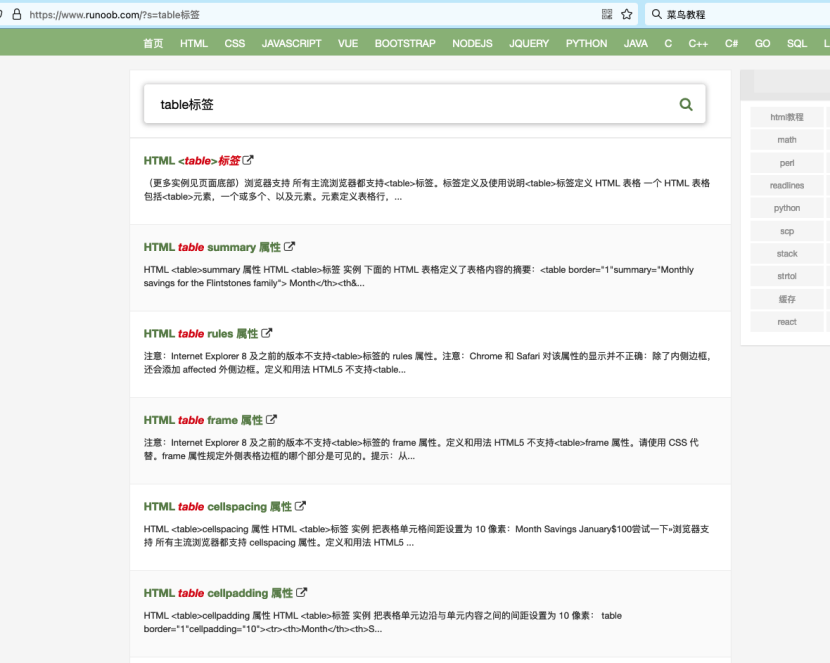 https://www.runoob.com/?s=table标签
菜鸟教程
首页 HTML CSS JAVASCRIPT VUE BOOTSTRAP NODEJS JQUERY PYTHON JAVA C C++ C# GO SQL L
table标签
HTML <table>标签
（更多实例见页面底部）浏览器支持 所有主流浏览器都支持<table>标签。标签定义及使用说明<table>标签定义 HTML 表格 一个 HTML 表格
包括<table>元素，一个或多个、以及元素。元素定义表格行，...
HTML table summary 属性
HTML <table>summary 属性 HTML <table>标签 实例 下面的 HTML 表格定义了表格内容的摘要：<table border="1"summary="Monthly
savings for the Flintstones family"> Month</th><th&...
HTML table rules 属性
注意：Internet Explorer 8 及之前的版本不支持<table>标签的 rules 属性。注意：Chrome 和 Safari 对该属性的显示并不正确：除了内侧边框，
还会添加 affected 外侧边框。定义和用法 HTML5 不支持<table...
HTML table frame 属性
注意：Internet Explorer 8 及之前的版本不支持<table>标签的 frame 属性。定义和用法 HTML5 不支持<table>frame 属性。请使用 CSS 代
替。frame 属性规定外侧表格边框的哪个部分是可见的。提示：从...
HTML table cellspacing 属性
HTML <table>cellspacing 属性 HTML <table>标签 实例 把表格单元格间距设置为 10 像素：Month Savings January$100尝试一下»浏览器支
持 所有主流浏览器都支持 cellspacing 属性。定义和用法 HTML5 ...
HTML table cellpadding 属性
HTML <table>cellpadding 属性 HTML <table>标签 实例 把表格单元边沿与单元内容之间的间距设置为 10 像素： table
border="1"cellpadding="10"><tr><th>Month</th><th>S...
html教程
math
perl
readlines
python
scp
stack
strtol
缓存
react